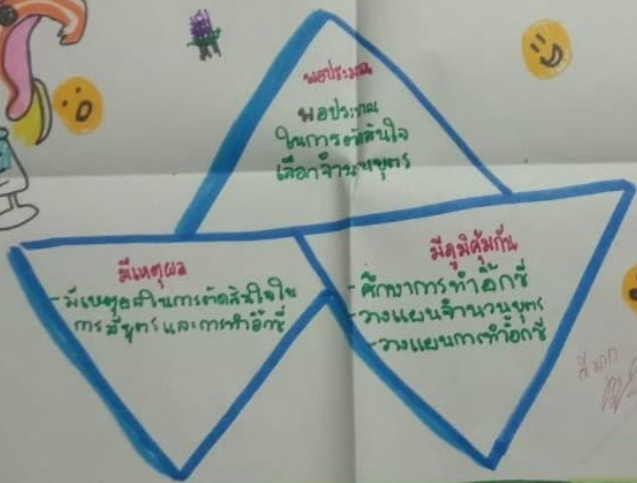 พอประมาณ
พอประมาณ
ในการตัดสินใจ
เลือกจำนวนบุตร
มีเหตุผล
- มีเหตุผลในการตัดสินใจใน
การมีบุตรและการทำอิ๊กซี่
มีภูมิคุ้มกัน
- ศึกษาการทำอิ๊กซี่
- วางแผนจำนวนบุตร
- วางแผนการทำอิ๊กซี่
ดีมาก